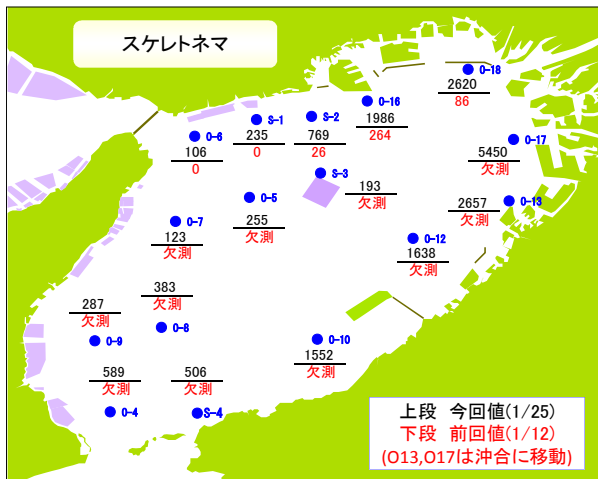 スケレトネマ
O-18
2620
86
O-16
1986
264
S-2
769
26
S-1
235
0
O-6
106
0
O-17
5450
欠測
S-3
193
欠測
O-5
255
欠測
O-13
2657
欠測
O-7
123
欠測
O-12
1638
欠測
383
欠測
O-8
287
欠測
O-9
O-10
1552
欠測
589
欠測
O-4
506
欠測
S-4
上段 今回値(1/25)
下段 前回値(1/12)
(O13,O17は沖合に移動)